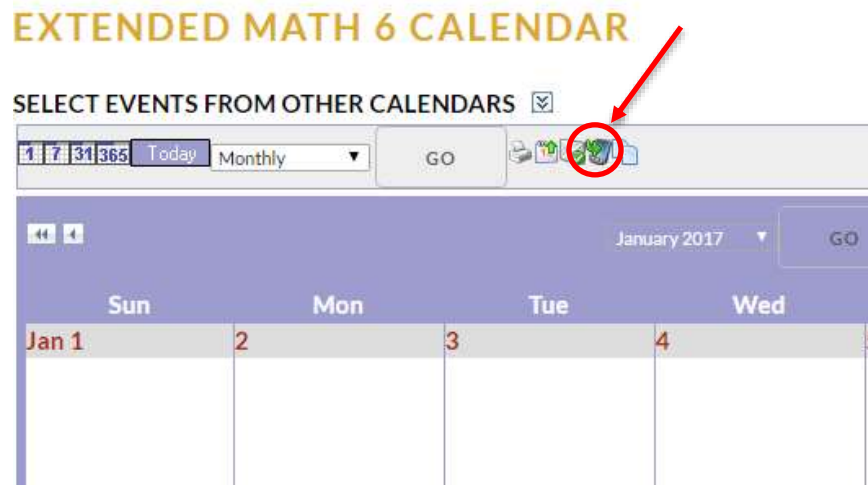 EXTENDED MATH 6 CALENDAR
SELECT EVENTS FROM OTHER CALENDARS
1 7 31 365 Today Monthly GO
January 2017 GO
Sun Mon Tue Wed
Jan 1 2 3 4